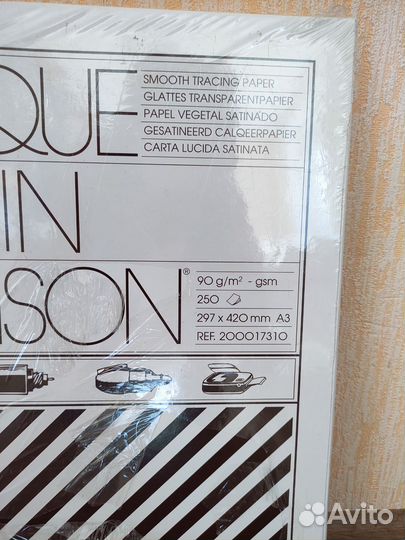 QUE
SMOOTH TRACING PAPER
GLATTES TRANSPARENTPAPIER
PAPEL VEGETAL SATINADO
GESATINEERD CALQEERPAPIER
CARTA LUCIDA SATINATA
IN
NSON®
90 g/m² - gsm
250
297 x 420 mm A3
REF. 200017310
Avito